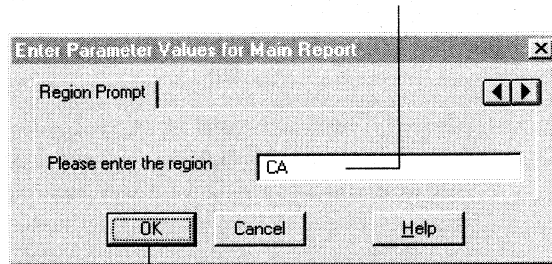 Enter Parameter Values for Main Report
Region Prompt
Please enter the region CA
OK Cancel Help